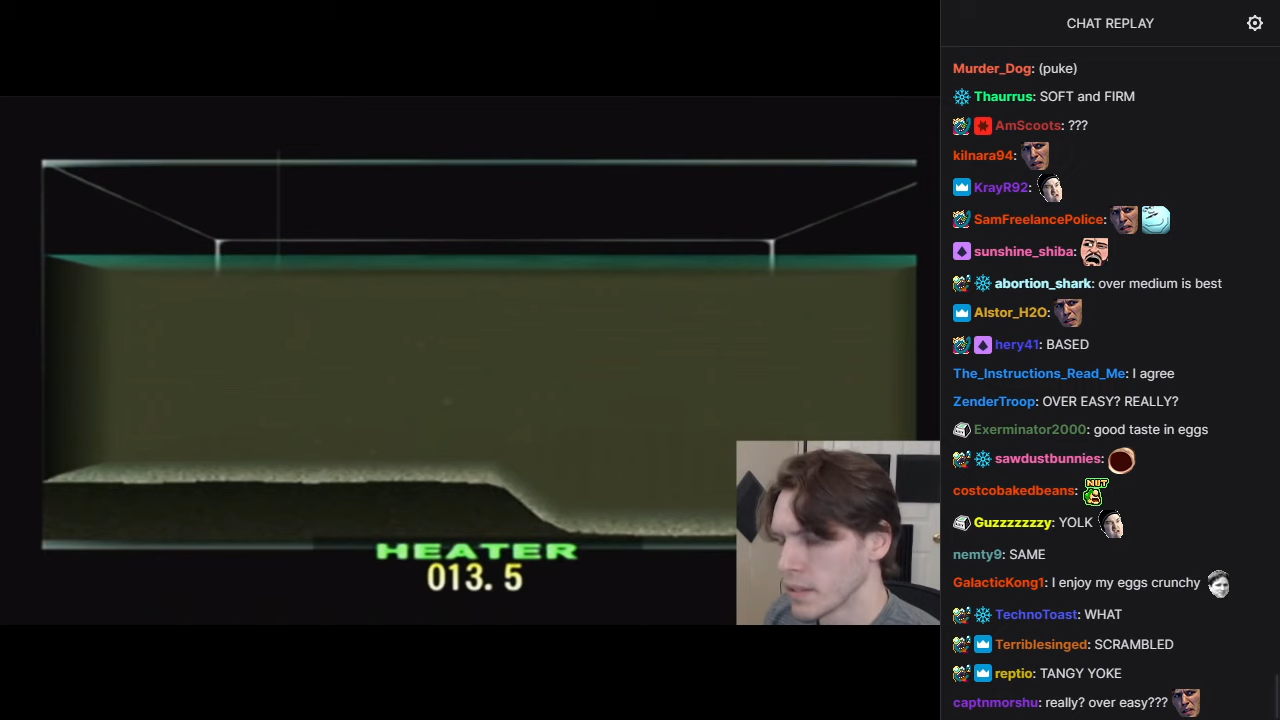 CHAT REPLAY
Murder_Dog: (puke)
Thaurrus: SOFT and FIRM
AmScoots: ???
kilnara94:
KrayR92:
SamFreelancePolice:
sunshine_shiba:
abortion_shark: over medium is best
Alstor_H2O:
hery41: BASED
The_Instructions_Read_Me: I agree
ZenderTroop: OVER EASY? REALLY?
Exerminator2000: good taste in eggs
sawdustbunnies:
costcobakedbeans: NUT
Guzzzzzzzy: YOLK
nemty9: SAME
GalacticKong1: I enjoy my eggs crunchy
TechnoToast: WHAT
Terriblesinged: SCRAMBLED
reptio: TANGY YOKE
captnmorshu: really? over easy???
HEATER
013. 5